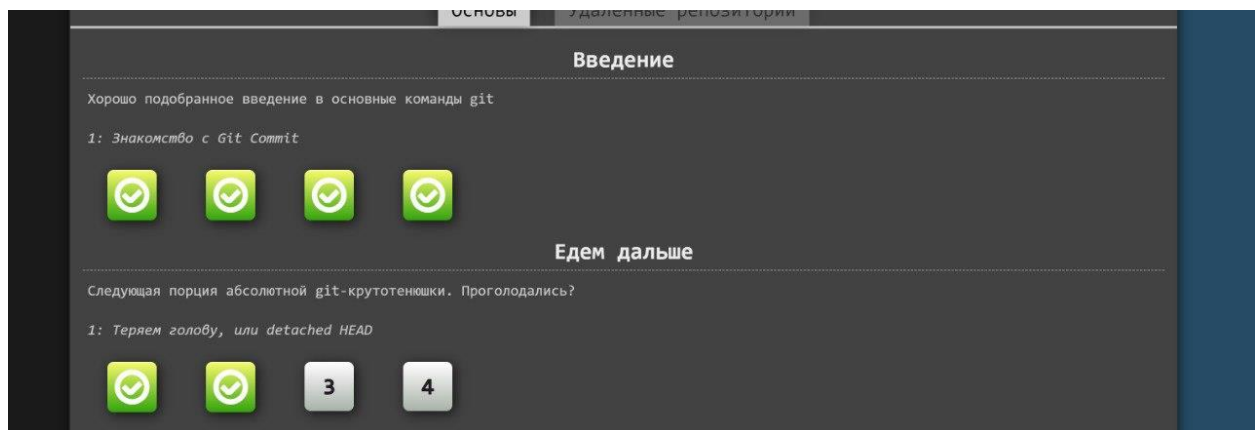 Основы Удаленные репозитории
Введение
Хорошо подобранное введение в основные команды git
1: Знакомство с Git Commit
Едем дальше
Следующая порция абсолютной git-крутотенюшки. Проголодались?
1: Теряем голову, или detached HEAD
3 4